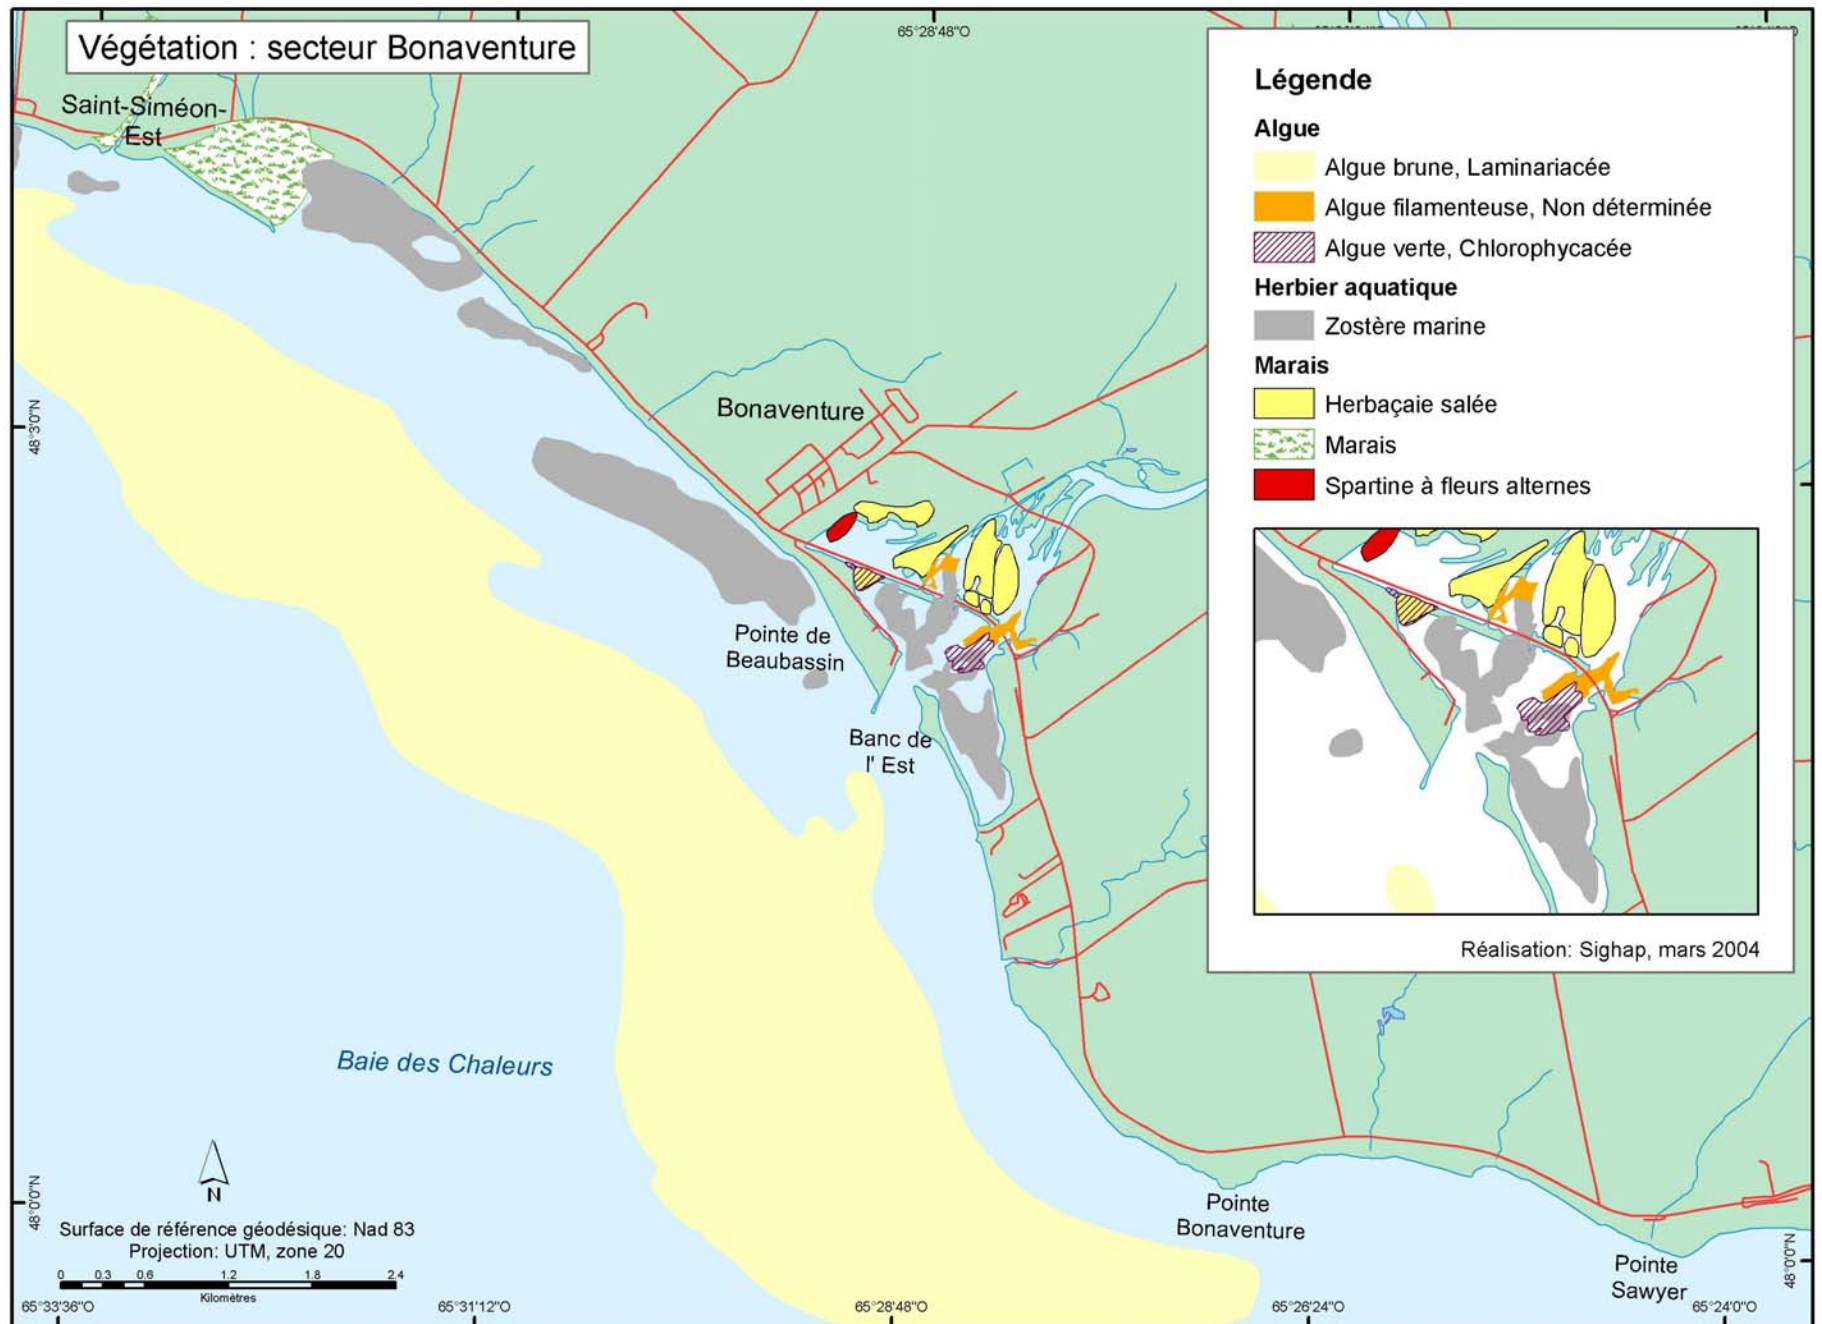 Végétation : secteur Bonaventure
65°28'48"O
Saint-Siméon-
Est
Légende
Algue
Algue brune, Laminariacée
Algue filamenteuse, Non déterminée
Algue verte, Chlorophycacée
Herbier aquatique
Zostère marine
Marais
Herbaçaie salée
Marais
Spartine à fleurs alternes
Réalisation: Sighap, mars 2004
48°3'0"N
Bonaventure
Pointe de
Beaubassin
Banc de
l' Est
Baie des Chaleurs
N
48°0'0"N
Surface de référence géodésique: Nad 83
Projection: UTM, zone 20
0 0.3 0.6 1.2 1.8 2.4
Kilomètres
Pointe
Bonaventure
Pointe
Sawyer
48°0'0"N
65°33'36"O 65°31'12"O 65°28'48"O 65°26'24"O 65°24'0"O